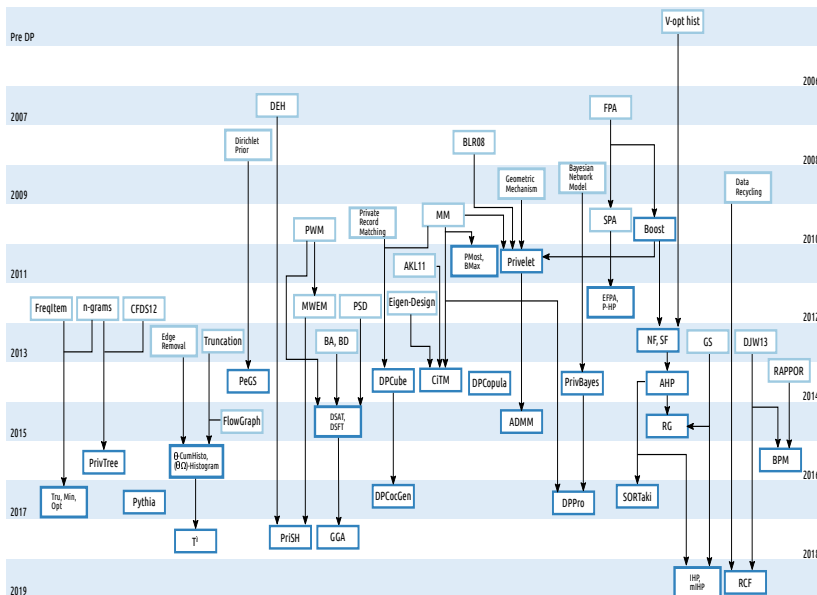 V-opt hist
Pre DP
2006
DEH
FPA
2007
Dirichlet
Prior
BLR08
2008
Bayesian
Network
Model
Geometric
Mechanism
Data
Recycling
2009
Private
Record
Matching
MM
SPA
PWM
Boost
2010
PMost,
BMax
Privelet
AKL11
2011
EFPA,
P-HP
Eigen-Design
FreqItem
n-grams
CFDS12
MWEM
PSD
2012
Edge
Removal
Truncation
BA, BD
NF, SF
GS
DJW13
2013
PeGS
DPCube
CiTM
DPCopula
PrivBayes
AHP
RAPPOR
2014
FlowGraph
DSAT,
DSFT
ADMM
RG
2015
PrivTree
θ-CumHisto,
(θΩ)-Histogram
BPM
2016
Tru, Min,
Opt
Pythia
DPCocGen
DPPro
SORTaki
2017
Tλ
PriSH
GGA
2018
IHP,
mIHP
RCF
2019